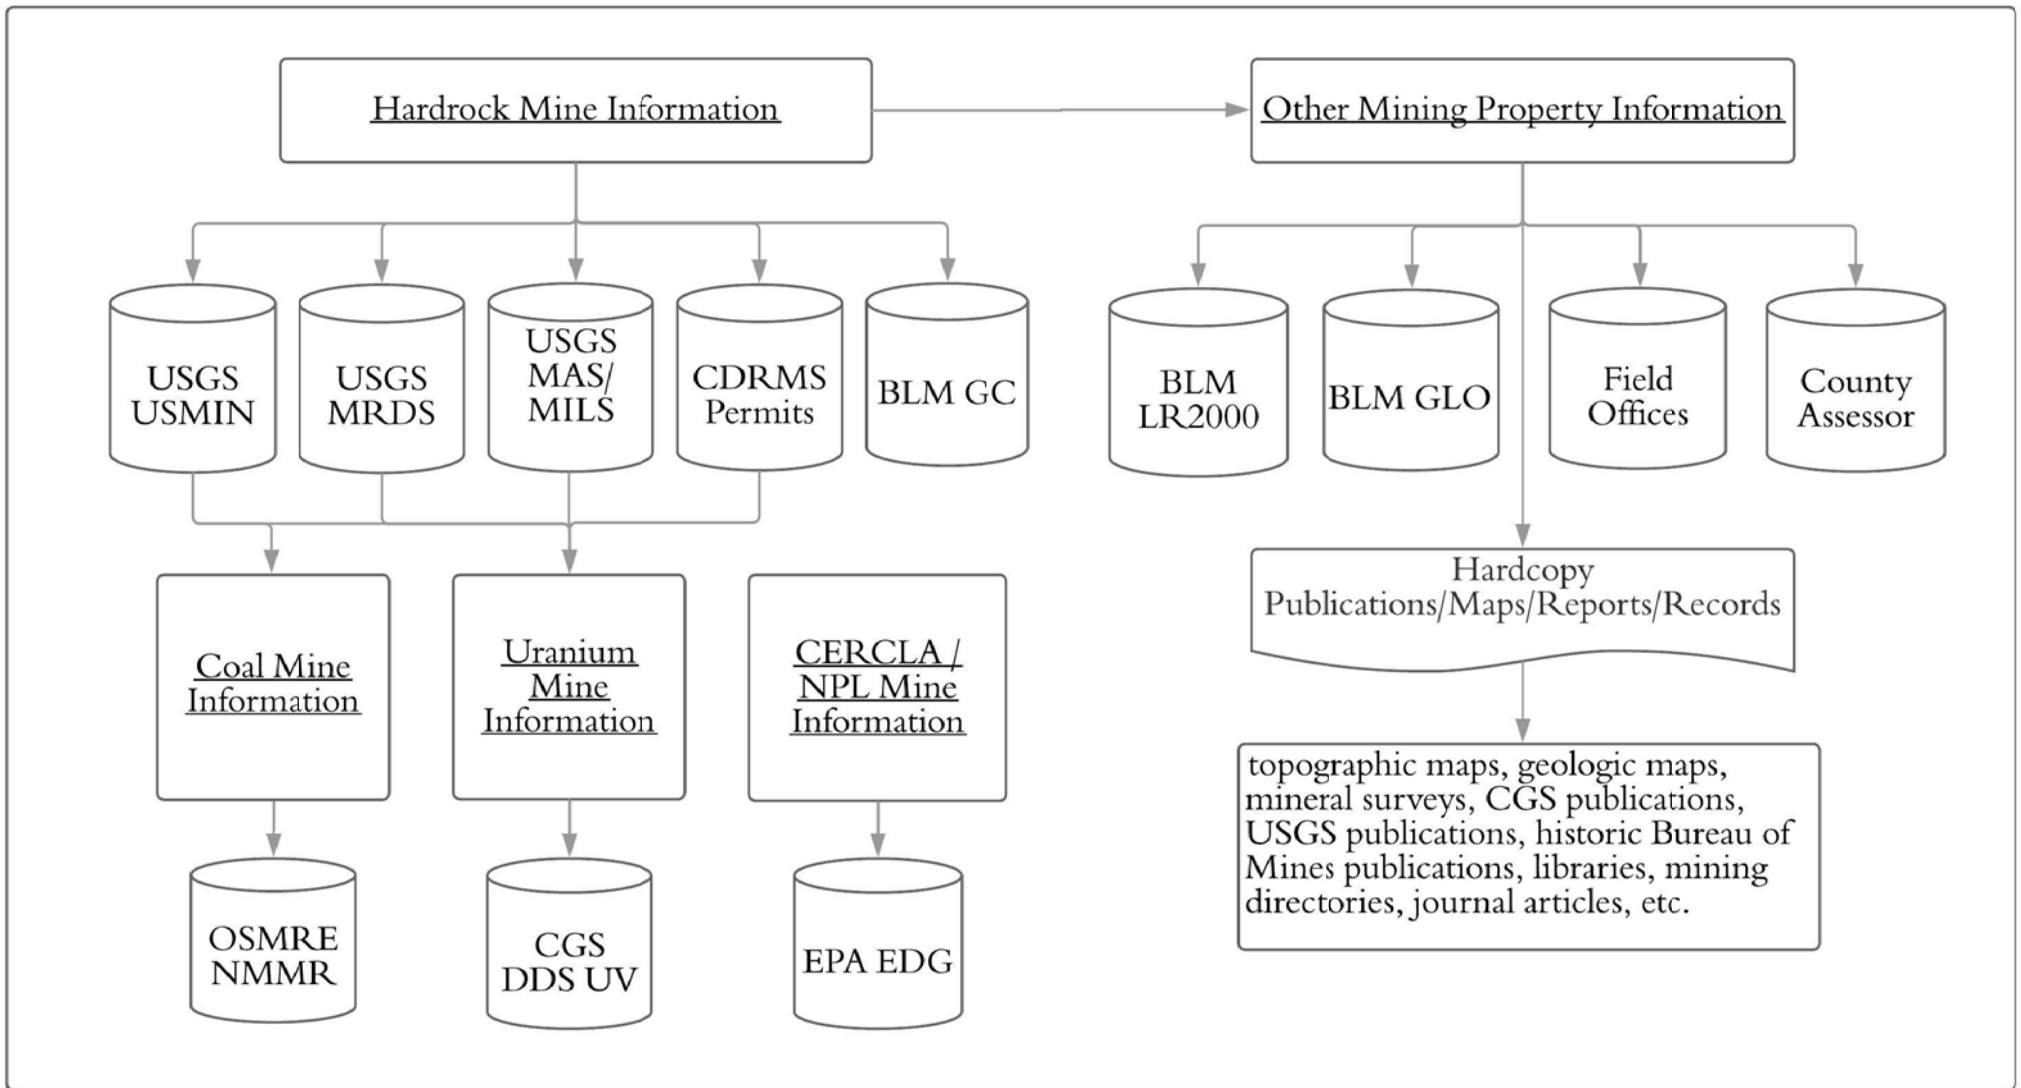 Hardrock Mine Information
Other Mining Property Information
USGS
USMIN
USGS
MRDS
USGS
MAS/
MILS
CDRMS
Permits
BLM GC
BLM
LR2000
BLM GLO
Field
Offices
County
Assessor
Hardcopy
Publications/Maps/Reports/Records
Coal Mine
Information
Uranium
Mine
Information
CERCLA /
NPL Mine
Information
topographic maps, geologic maps,
mineral surveys, CGS publications,
USGS publications, historic Bureau of
Mines publications, libraries, mining
directories, journal articles, etc.
OSMRE
NMMR
CGS
DDS UV
EPA EDG